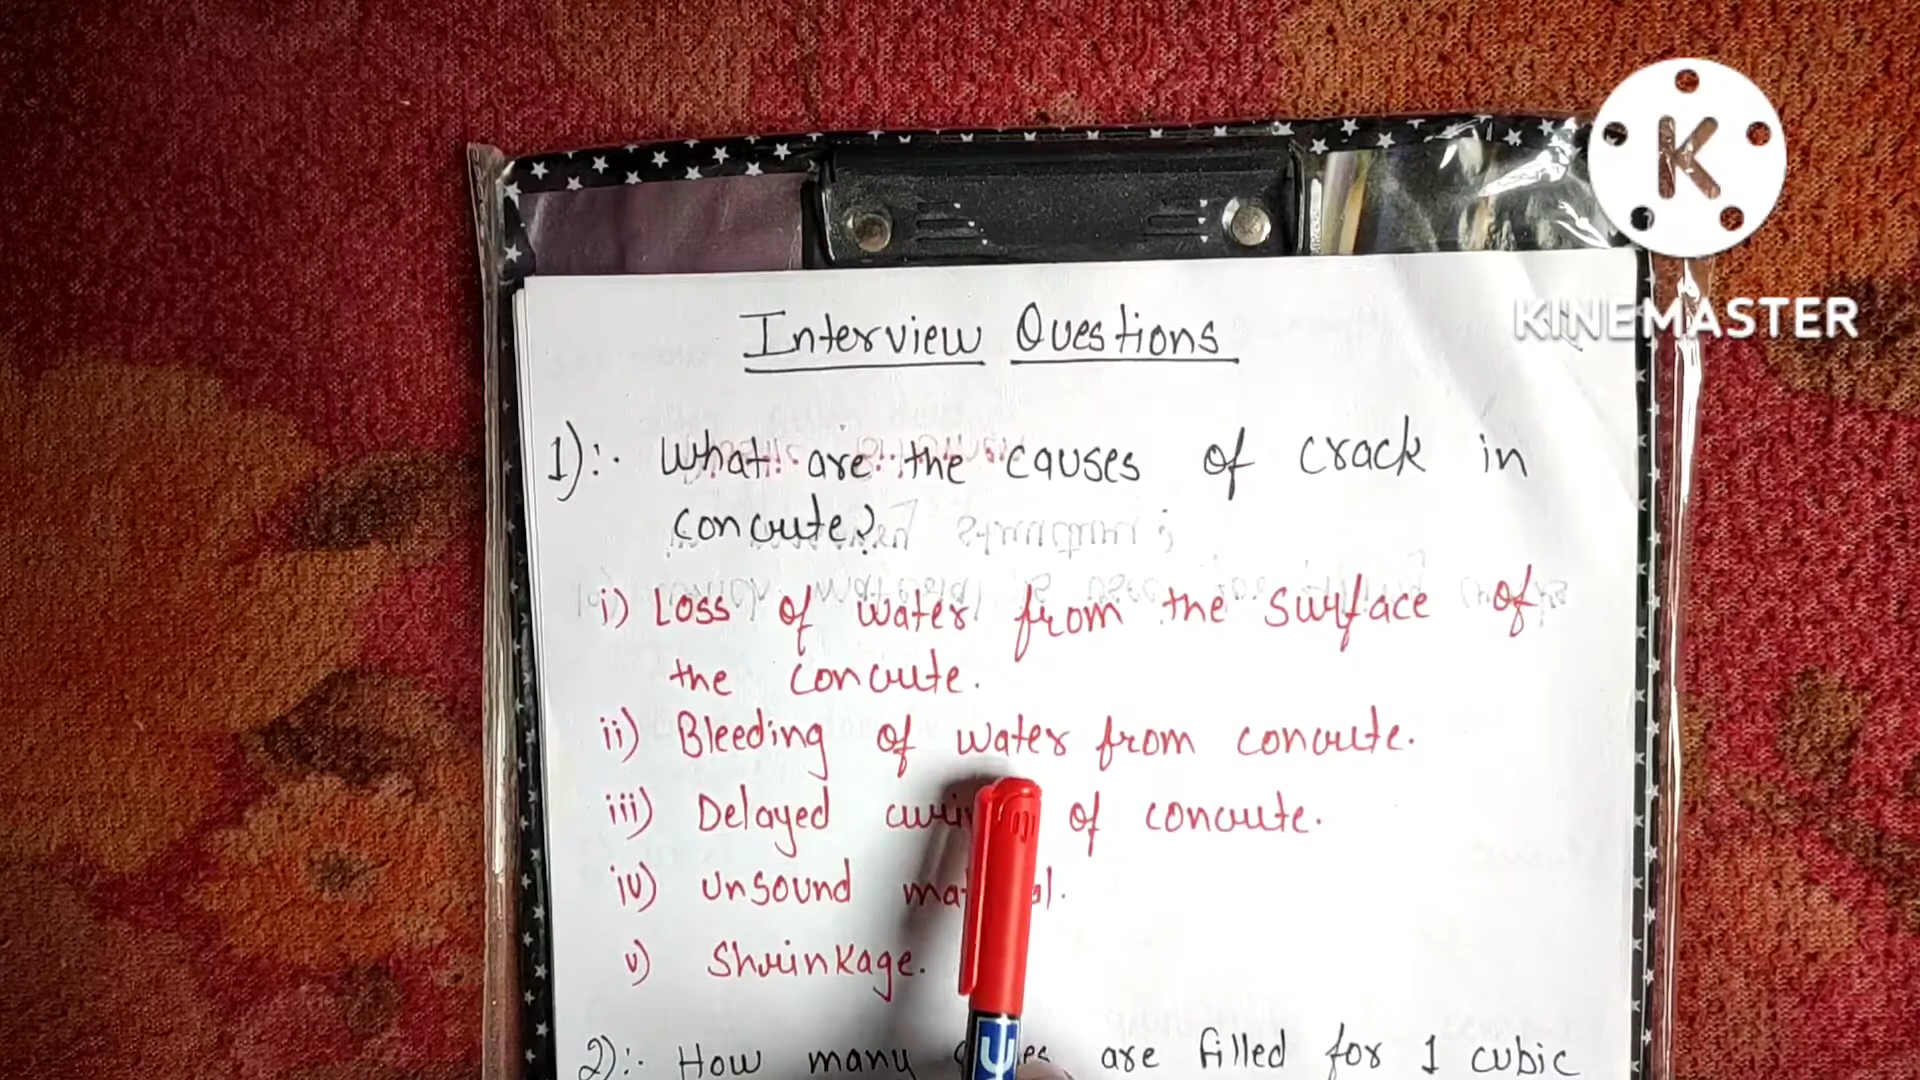 K
KINEMASTER
Interview Questions
1):. What are the causes of crack in
concrete?
i) Loss of water from the surface of
the concrete.
ii) Bleeding of water from concrete.
iii) Delayed of concrete.
iv) Unsound
v) Shrinkage.
2):. How many are filled for 1 cubic